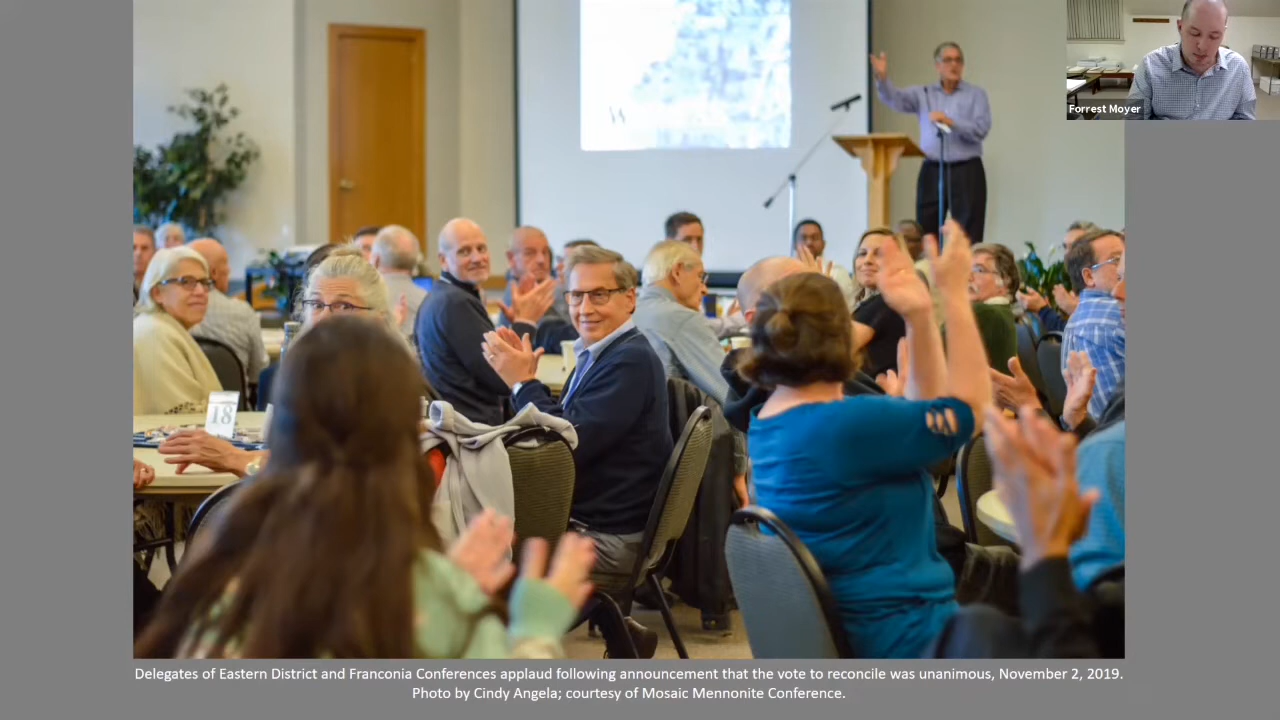 Forrest Moyer
18
Delegates of Eastern District and Franconia Conferences applaud following announcement that the vote to reconcile was unanimous, November 2, 2019.
Photo by Cindy Angela; courtesy of Mosaic Mennonite Conference.